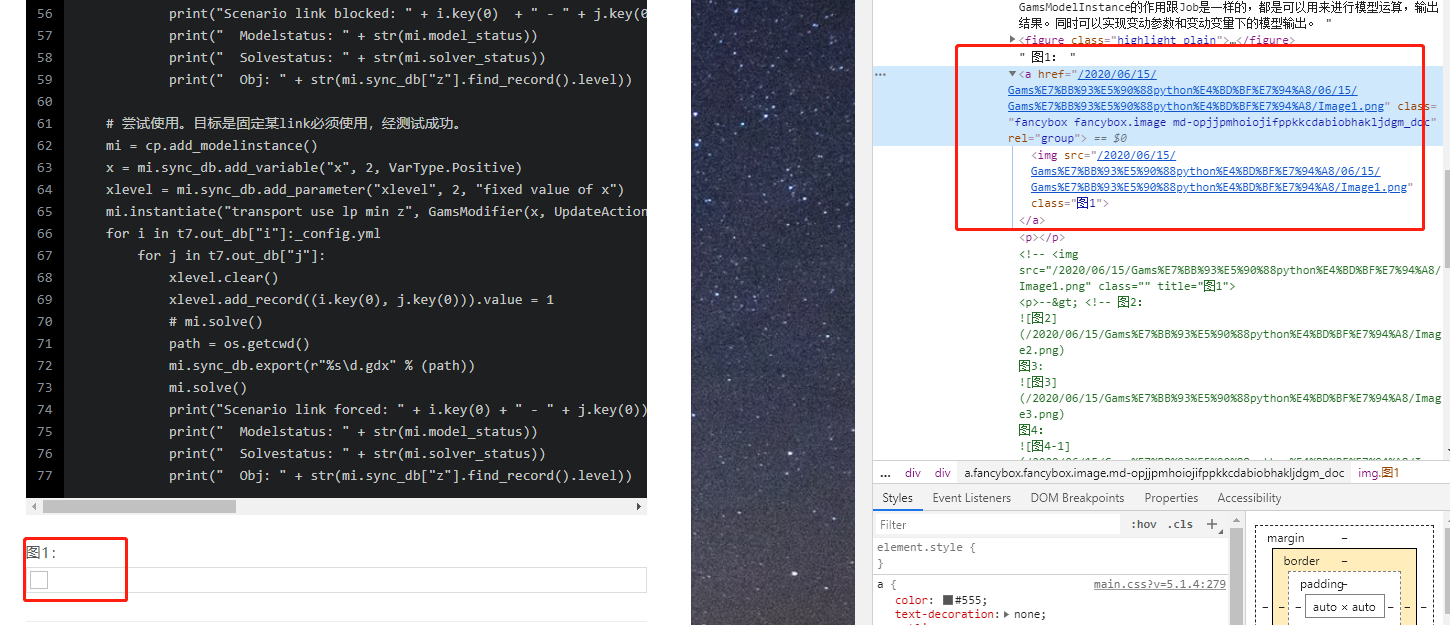 56 print("Scenario link blocked: " + i.key(0)  + " - " + j.key(0
57 print("  Modelstatus: " + str(mi.model_status))
58 print("  Solvestatus: " + str(mi.solver_status))
59 print("  Obj: " + str(mi.sync_db["z"].find_record().level))
60
61 # 尝试使用。目标是固定某link必须使用，经测试成功。
62 mi = cp.add_modelinstance()
63 x = mi.sync_db.add_variable("x", 2, VarType.Positive)
64 xlevel = mi.sync_db.add_parameter("xlevel", 2, "fixed value of x")
65 mi.instantiate("transport use lp min z", GamsModifier(x, UpdateAction
66 for i in t7.out_db["i"]:_config.yml
67 for j in t7.out_db["j"]:
68 xlevel.clear()
69 xlevel.add_record((i.key(0), j.key(0))).value = 1
70 # mi.solve()
71 path = os.getcwd()
72 mi.sync_db.export(r"%s\d.gdx" % (path))
73 mi.solve()
74 print("Scenario link forced: " + i.key(0) + " - " + j.key(0))
75 print("  Modelstatus: " + str(mi.model_status))
76 print("  Solvestatus: " + str(mi.solver_status))
77 print("  Obj: " + str(mi.sync_db["z"].find_record().level))
图1:
GamsModelInstance的作用跟Job是一样的，都是可以用来进行模型运算，输出
结果。同时可以实现变动参数和变动变量下的模型输出。 "
<figure class="highlight plain">…</figure>
" 图1: "
<a href="/2020/06/15/
Gams%E7%BB%93%E5%90%88python%E4%BD%BF%E7%94%A8/06/15/
Gams%E7%BB%93%E5%90%88python%E4%BD%BF%E7%94%A8/Image1.png" class=
"fancybox fancybox.image md-opjjpmhoiojifppkkcdabiobhakljdgm_doc"
rel="group"> == $0
<img src="/2020/06/15/
Gams%E7%BB%93%E5%90%88python%E4%BD%BF%E7%94%A8/06/15/
Gams%E7%BB%93%E5%90%88python%E4%BD%BF%E7%94%A8/Image1.png"
class="图1">
</a>
<p></p>
<!-- <img
src="/2020/06/15/Gams%E7%BB%93%E5%90%88python%E4%BD%BF%E7%94%A8/
Image1.png" class="" title="图1">
<p>--&gt; <!-- 图2:
![图2]
(/2020/06/15/Gams%E7%BB%93%E5%90%88python%E4%BD%BF%E7%94%A8/Imag
e2.png)
图3:
![图3]
(/2020/06/15/Gams%E7%BB%93%E5%90%88python%E4%BD%BF%E7%94%A8/Imag
e3.png)
图4:
![图4-1]
... div div a.fancybox.fancybox.image.md-opjjpmhoiojifppkkcdabiobhakljdgm_doc img.图1
Styles Event Listeners DOM Breakpoints Properties Accessibility
Filter :hov .cls +
element.style {
}
a { main.css?v=5.1.4:279
color: #555;
text-decoration: none;
margin –
border –
padding–
– – – auto × auto – – –